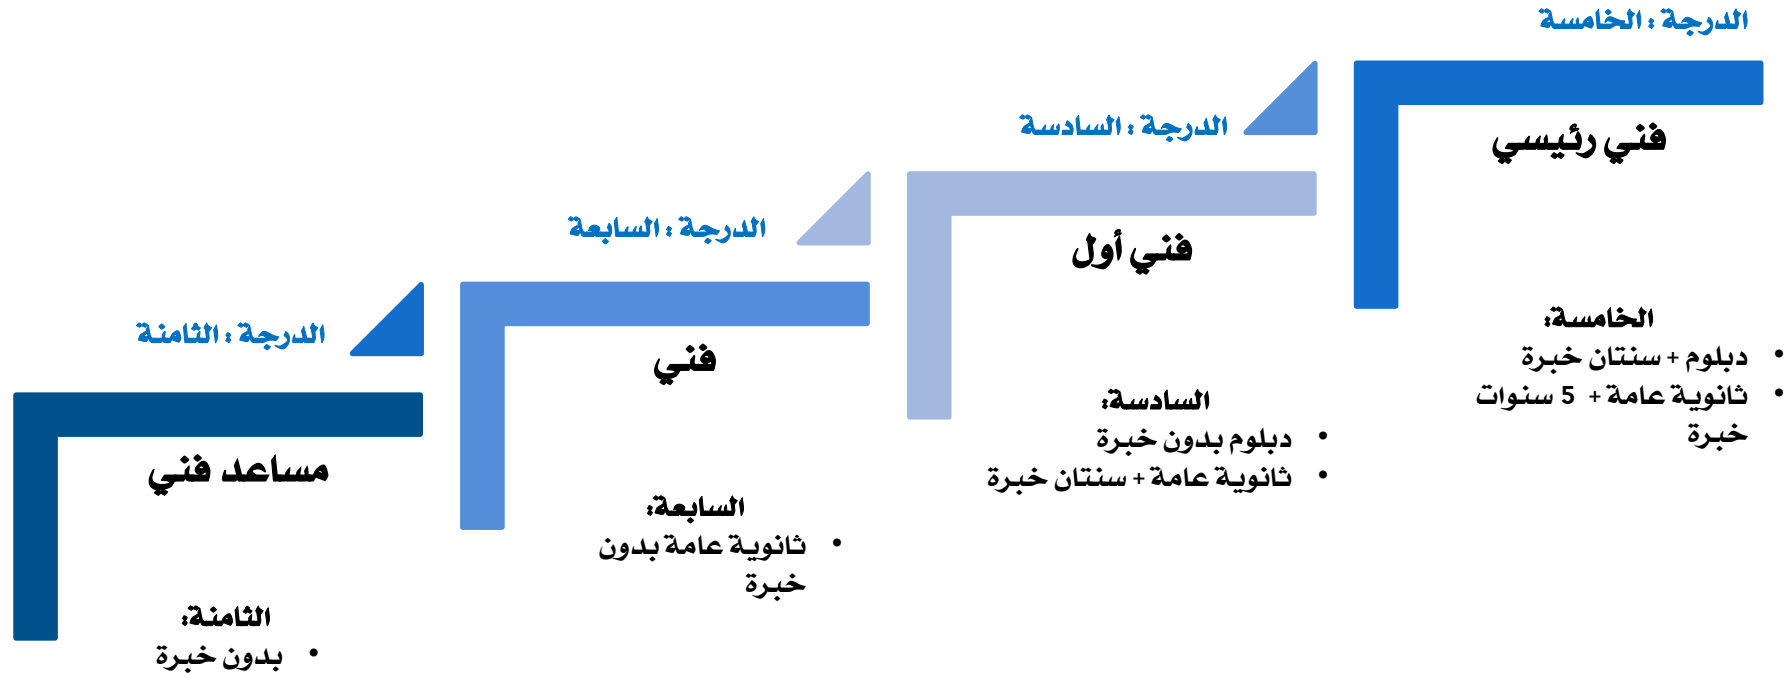 الدرجة : الخامسة
فني رئيسي
الخامسة:
• دبلوم + سنتان خبرة
• ثانوية عامة + 5 سنوات
خبرة
الدرجة : السادسة
فني أول
السادسة:
• دبلوم بدون خبرة
• ثانوية عامة + سنتان خبرة
الدرجة : السابعة
فني
السابعة:
• ثانوية عامة بدون
خبرة
الدرجة : الثامنة
مساعد فني
الثامنة:
• بدون خبرة